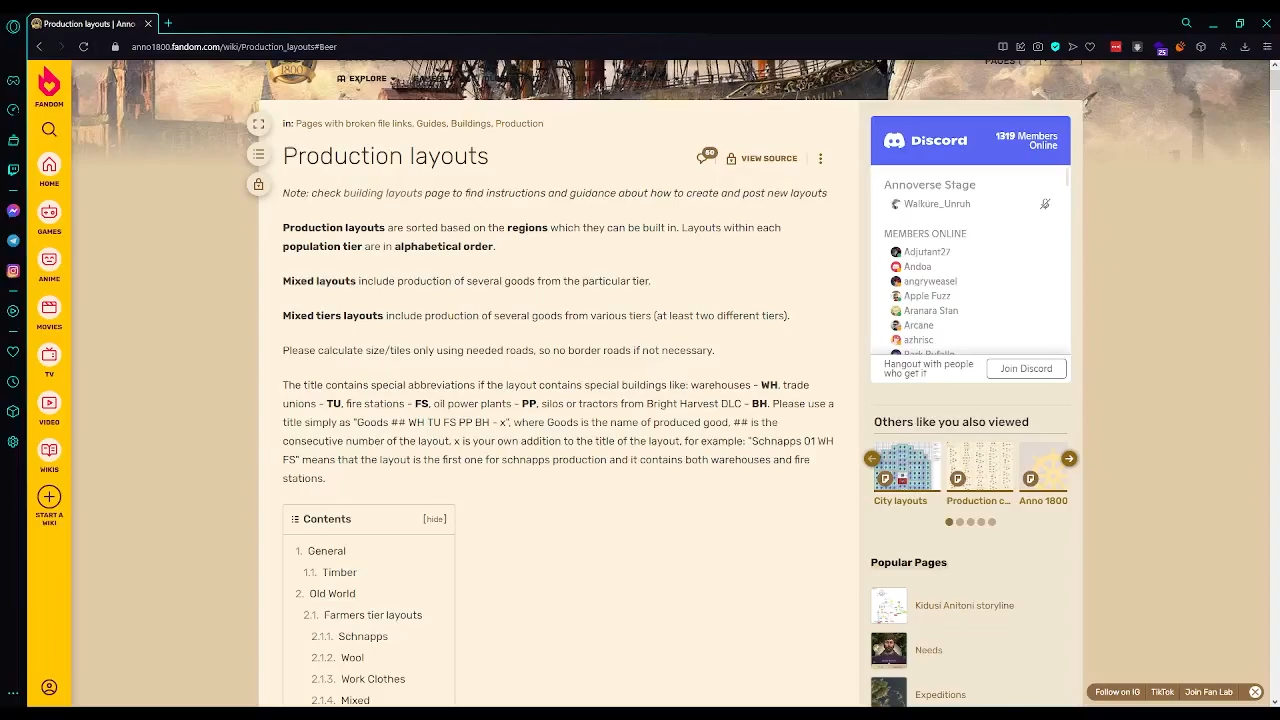 Production layouts | Anno
anno1800.fandom.com/wiki/Production_layouts#Beer
25
FANDOM
HOME
GAMES
ANIME
MOVIES
TV
VIDEO
WIKIS
START A
WIKI
1800
EXPLORE
PAGES
in: Pages with broken file links, Guides, Buildings, Production
Production layouts
60
VIEW SOURCE
Note: check building layouts page to find instructions and guidance about how to create and post new layouts
Production layouts are sorted based on the regions which they can be built in. Layouts within each
population tier are in alphabetical order.
Mixed layouts include production of several goods from the particular tier.
Mixed tiers layouts include production of several goods from various tiers (at least two different tiers).
Please calculate size/tiles only using needed roads, so no border roads if not necessary.
The title contains special abbreviations if the layout contains special buildings like: warehouses - WH, trade
unions - TU, fire stations - FS, oil power plants - PP, silos or tractors from Bright Harvest DLC - BH. Please use a
title simply as "Goods ## WH TU FS PP BH - x", where Goods is the name of produced good, ## is the
consecutive number of the layout, x is your own addition to the title of the layout, for example: "Schnapps 01 WH
FS" means that the layout is the first one for schnapps production and it contains both warehouses and fire
stations.
Contents [hide]
1. General
1.1. Timber
2. Old World
2.1. Farmers tier layouts
2.1.1. Schnapps
2.1.2. Wool
2.1.3. Work Clothes
2.1.4. Mixed
Discord
1319 Members
Online
Annoverse Stage
Walkure_Unruh
MEMBERS ONLINE
Adjutant27
Andoa
angryweasel
Apple Fuzz
Aranara Stan
Arcane
azhrisc
Hangout with people
who get it
Join Discord
Others like you also viewed
City layouts
Production c...
Anno 1800
Popular Pages
Kidusi Anitoni storyline
Needs
Expeditions
Follow on IG
TikTok
Join Fan Lab